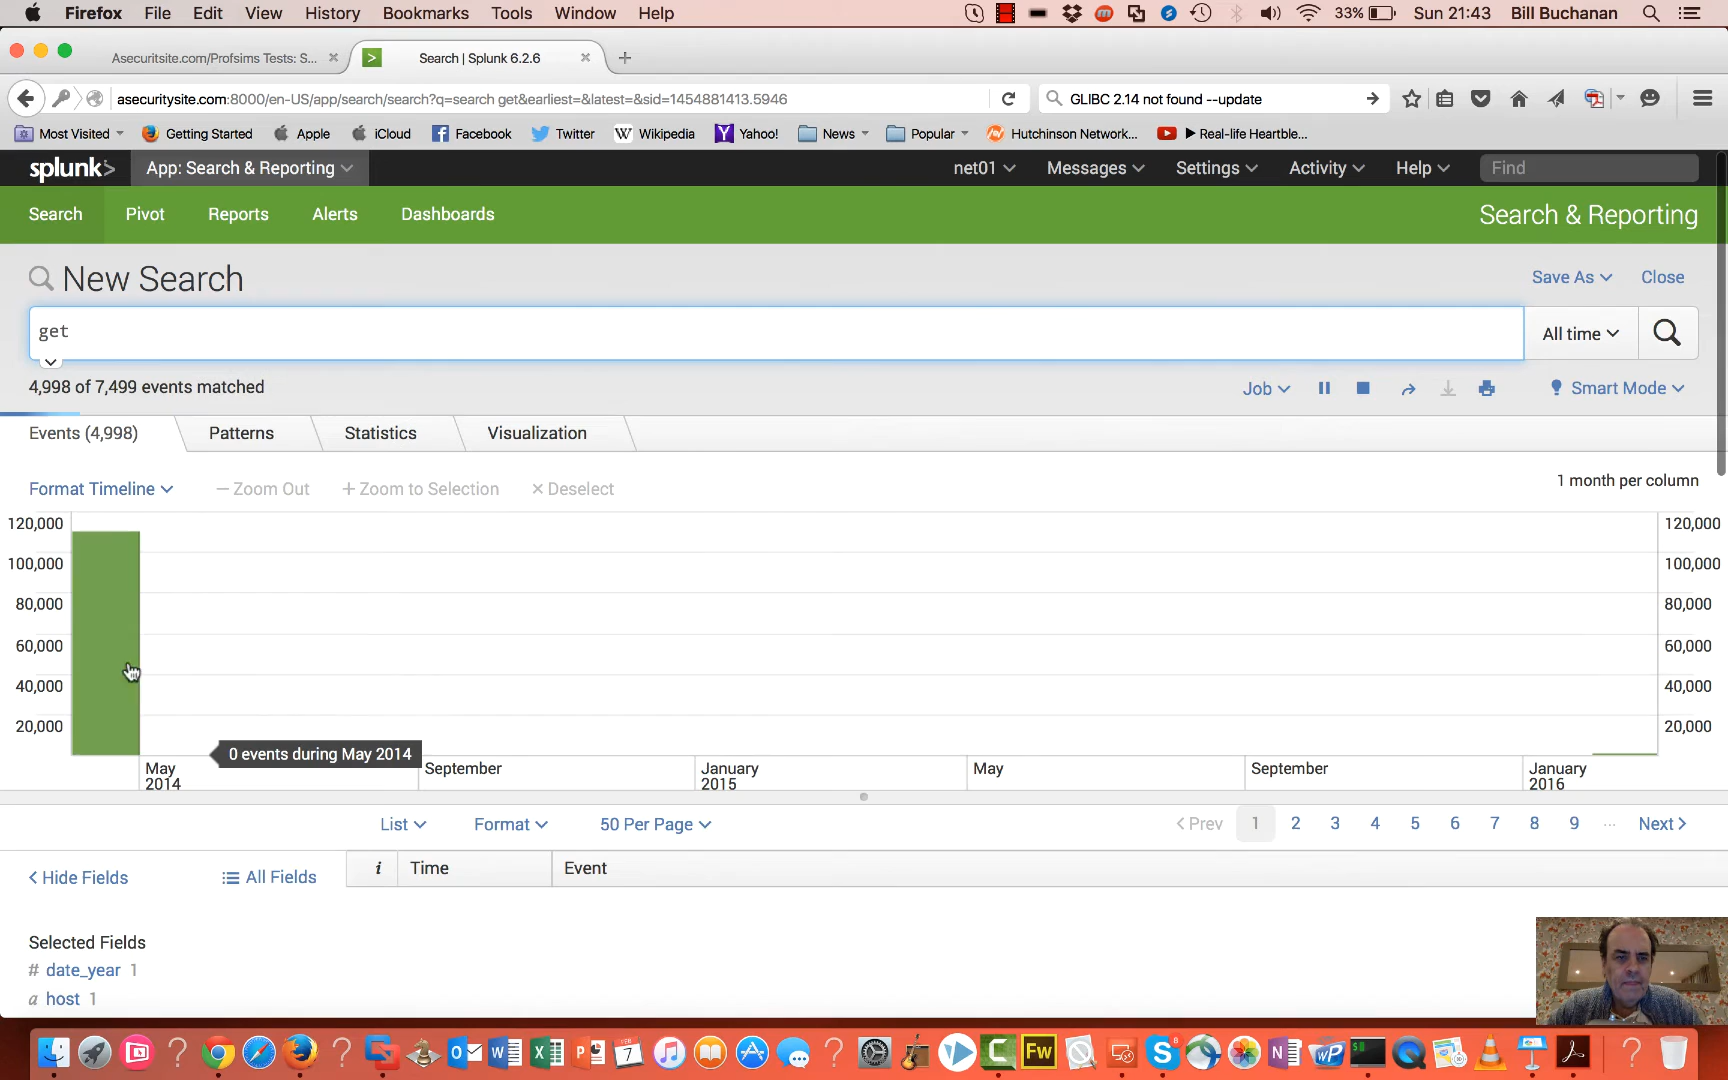 Firefox File Edit View History Bookmarks Tools Window Help 33% Sun 21:43 Bill Buchanan
Asecuritsite.com/Profsims Tests: S... Search | Splunk 6.2.6
asecuritysite.com:8000/en-US/app/search/search?q=search get&earliest=&latest=&sid=1454881413.5946 GLIBC 2.14 not found --update
Most Visited Getting Started Apple iCloud Facebook Twitter Wikipedia Yahoo! News Popular Hutchinson Network... ▶ Real-life Heartble...
splunk> App: Search & Reporting net01 Messages Settings Activity Help Find
Search Pivot Reports Alerts Dashboards Search & Reporting
New Search Save As Close
get All time
4,998 of 7,499 events matched Job Smart Mode
Events (4,998) Patterns Statistics Visualization
Format Timeline — Zoom Out + Zoom to Selection × Deselect 1 month per column
120,000 120,000
100,000 100,000
80,000 80,000
60,000 60,000
40,000 40,000
20,000 20,000
0 events during May 2014
May September January May September January
2014 2015 2016
List Format 50 Per Page < Prev 1 2 3 4 5 6 7 8 9 ... Next >
< Hide Fields All Fields i Time Event
Selected Fields
# date_year 1
a host 1
7 Fw 8 wP